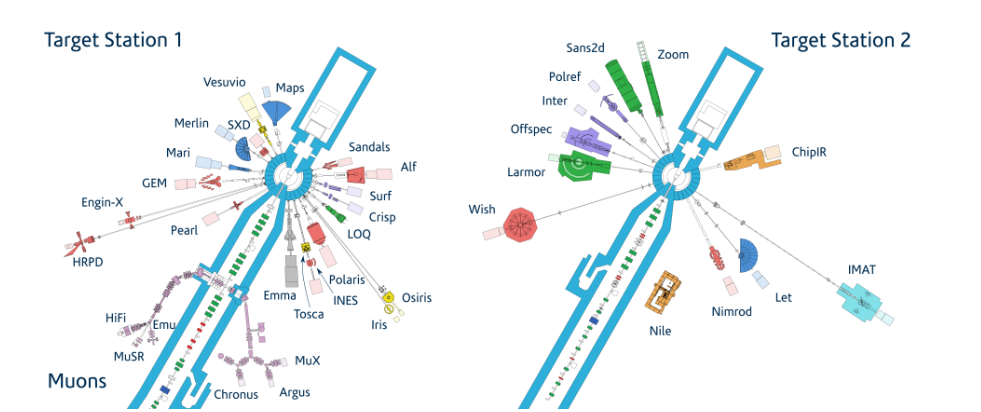 Target Station 1
Vesuvio
Maps
Merlin
SXD
Mari
GEM
Engin-X
HRPD
Pearl
Sandals
Alf
Surf
Crisp
LOQ
Polaris
INES
Emma
Tosca
Osiris
Iris
HiFi
Emu
MuSR
Muons
MuX
Argus
Chronus
Target Station 2
Sans2d
Zoom
Polref
Inter
Offspec
Larmor
Wish
ChipIR
IMAT
Let
Nimrod
Nile